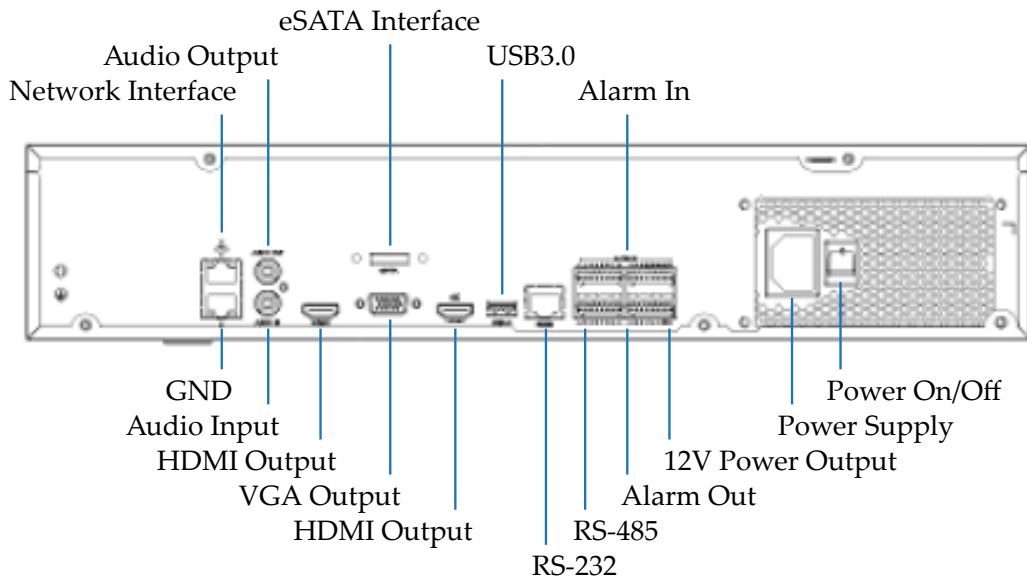 eSATA Interface
Audio Output
USB3.0
Network Interface
Alarm In
GND
Power On/Off
Audio Input
Power Supply
HDMI Output
12V Power Output
VGA Output
Alarm Out
HDMI Output
RS-485
RS-232